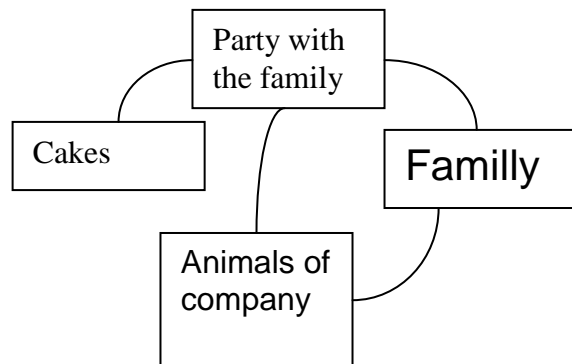 Party with
the family
Cakes
Familly
Animals of
company